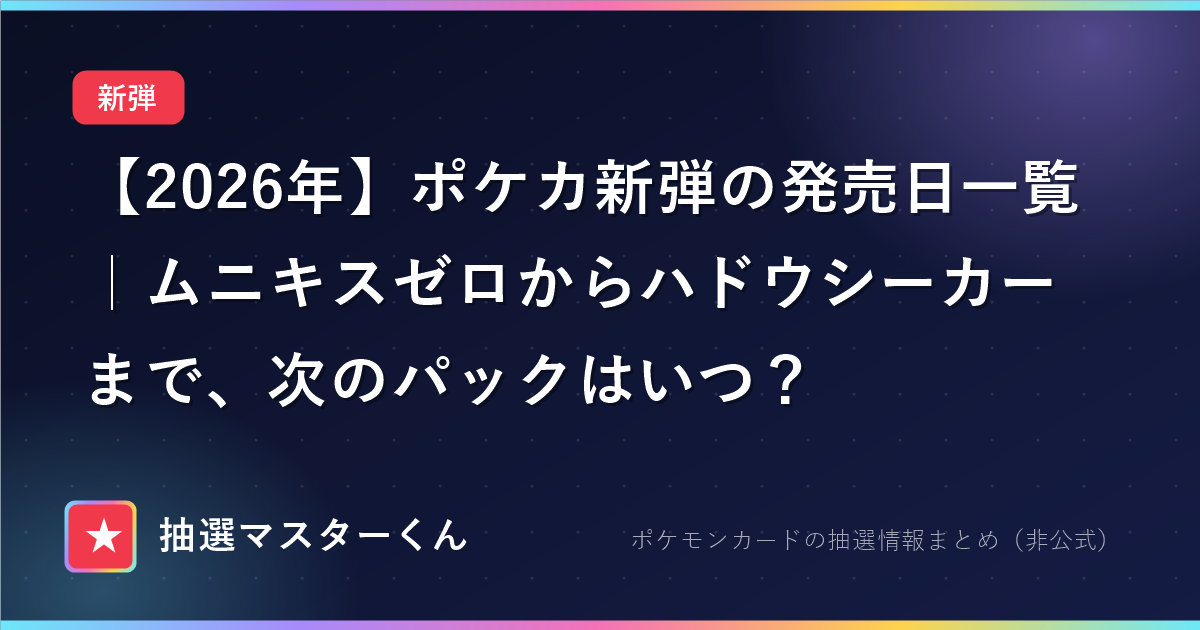 新弾
【2026年】ポケカ新弾の発売日一覧
｜ムニキスゼロからハドウシーカー
まで、次のパックはいつ？
抽選マスターくん
ポケモンカードの抽選情報まとめ（非公式）